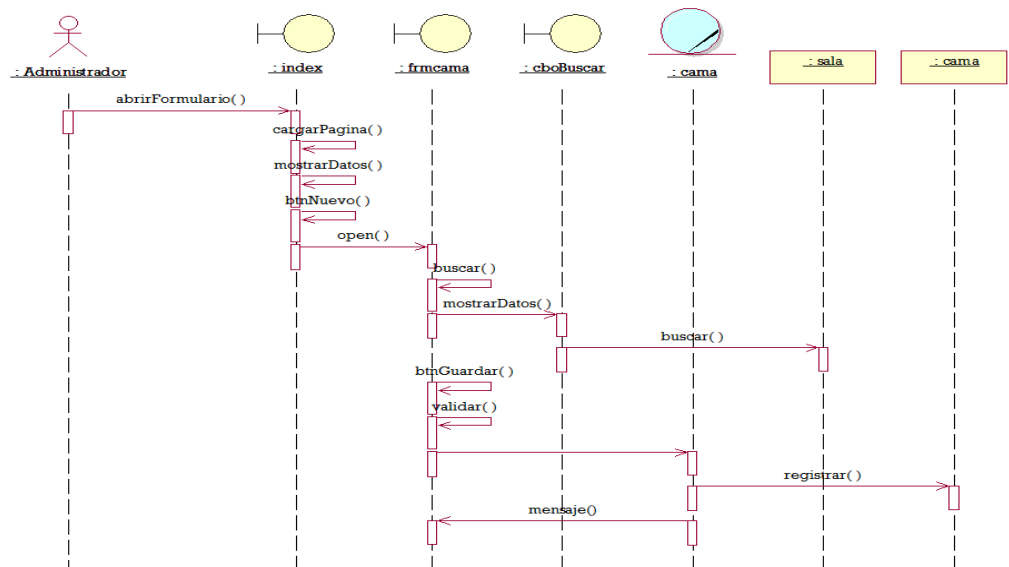 : Administrador
: index
: frmcama
: cboBuscar
: cama
: sala
: cama
abrirFormulario( )
cargarPagina( )
mostrarDatos( )
btnNuevo( )
open( )
buscar( )
mostrarDatos( )
buscar( )
btnGuardar( )
validar( )
registrar( )
mensaje()